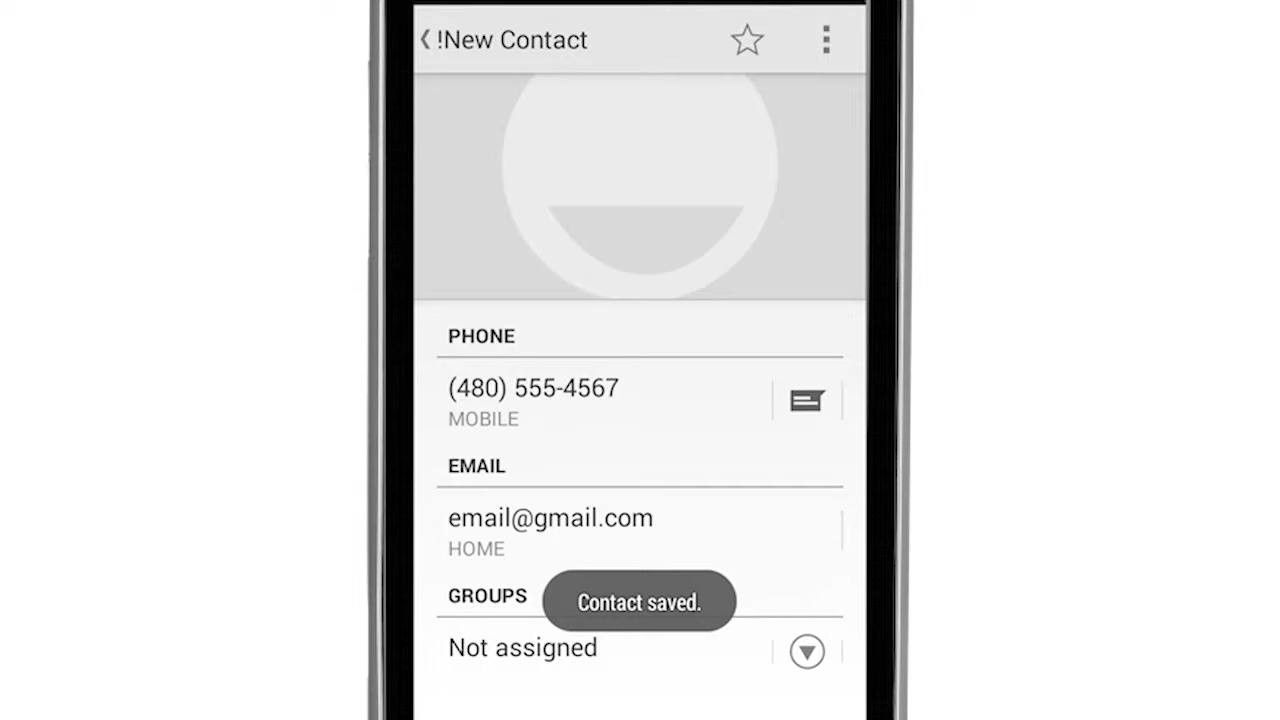 !New Contact
PHONE
(480) 555-4567
MOBILE
EMAIL
email@gmail.com
HOME
GROUPS
Contact saved.
Not assigned